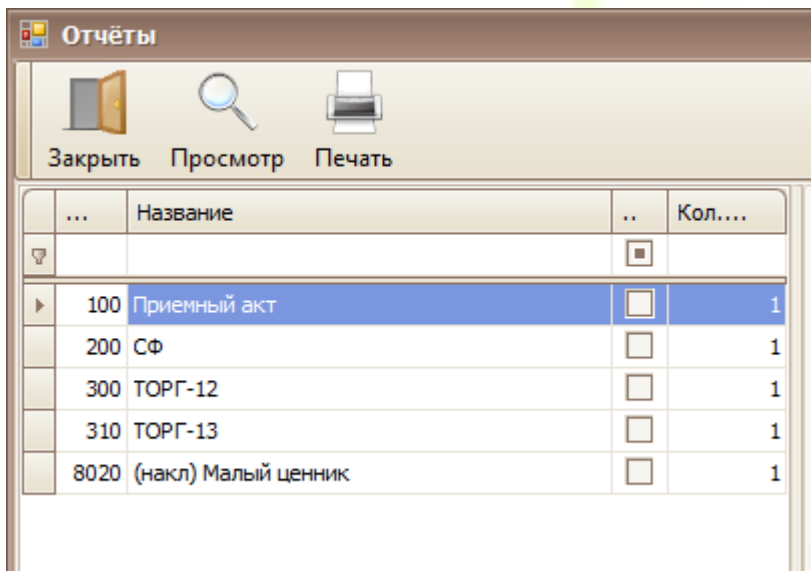 Отчёты
Закрыть Просмотр Печать
... Название .. Кол....
100 Приемный акт 1
200 СФ 1
300 ТОРГ-12 1
310 ТОРГ-13 1
8020 (накл) Малый ценник 1